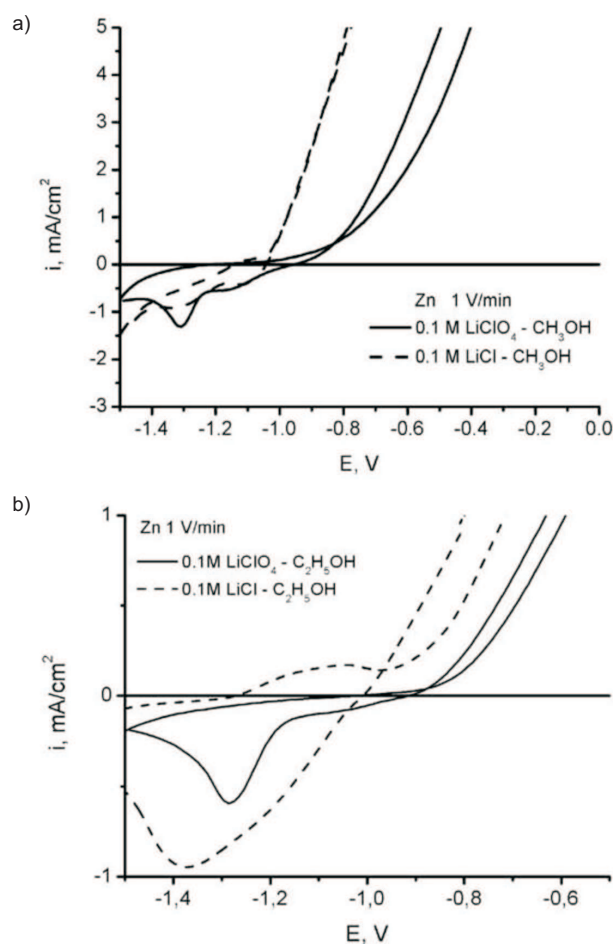 a)
5
4
3
2
1
0
-1
-2
-3
i, mA/cm²
Zn 1 V/min
0.1 M LiClO₄ - CH₃OH
0.1 M LiCl - CH₃OH
-1.4 -1.2 -1.0 -0.8 -0.6 -0.4 -0.2 0.0
E, V
b)
1
0
-1
i, mA/cm²
Zn 1 V/min
0.1M LiClO₄ - C₂H₅OH
0.1M LiCl - C₂H₅OH
-1,4 -1,2 -1,0 -0,8 -0,6
E, V